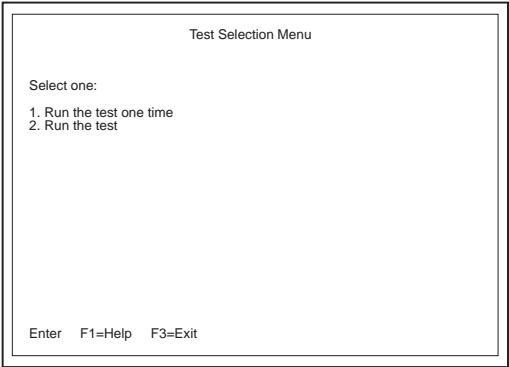 Test Selection Menu
Select one:
1. Run the test one time
2. Run the test
Enter F1=Help F3=Exit